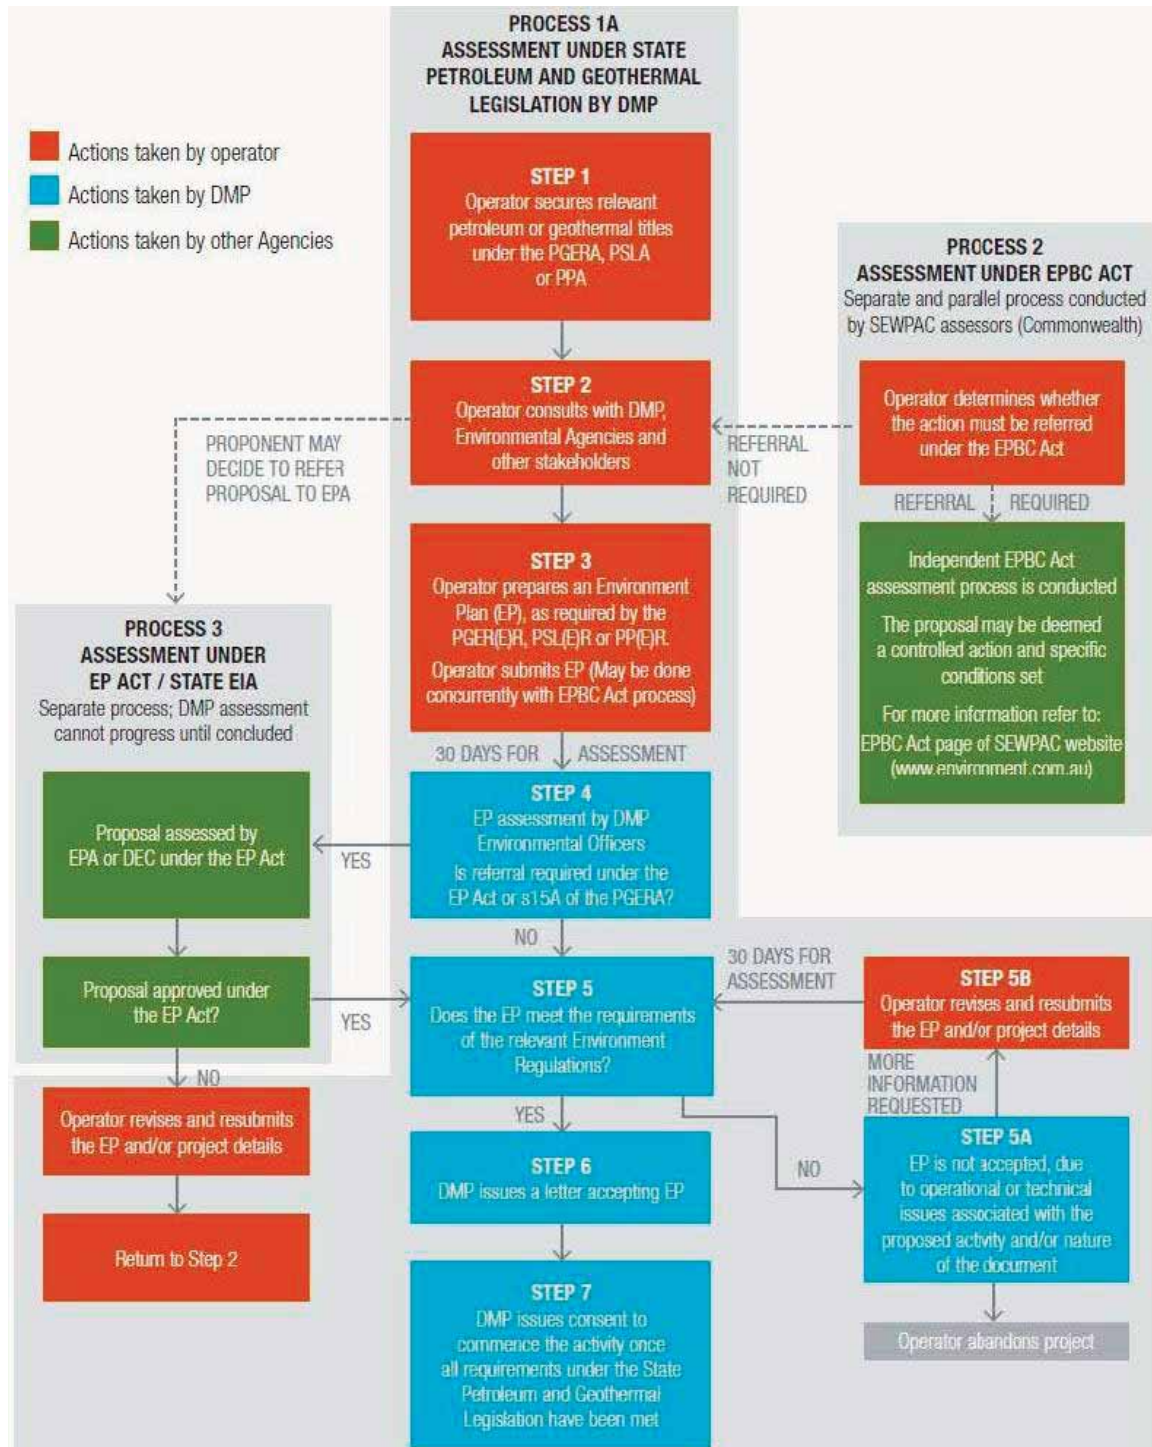 PROCESS 1A
ASSESSMENT UNDER STATE
PETROLEUM AND GEOTHERMAL
LEGISLATION BY DMP
Actions taken by operator
Actions taken by DMP
Actions taken by other Agencies
STEP 1
Operator secures relevant
petroleum or geothermal titles
under the PGERA, PSLA
or PPA
PROCESS 2
ASSESSMENT UNDER EPBC ACT
Separate and parallel process conducted
by SEWPAC assessors (Commonwealth)
Operator determines whether
the action must be referred
under the EPBC Act
REFERRAL
NOT
REQUIRED
REFERRAL REQUIRED
Independent EPBC Act
assessment process is conducted
The proposal may be deemed
a controlled action and specific
conditions set
For more information refer to:
EPBC Act page of SEWPAC website
(www.environment.com.au)
STEP 2
Operator consults with DMP,
Environmental Agencies and
other stakeholders
PROPONENT MAY
DECIDE TO REFER
PROPOSAL TO EPA
STEP 3
Operator prepares an Environment
Plan (EP), as required by the
PGER(E)R, PSL(E)R or PP(E)R.
Operator submits EP (May be done
concurrently with EPBC Act process)
30 DAYS FOR ASSESSMENT
PROCESS 3
ASSESSMENT UNDER
EP ACT / STATE EIA
Separate process; DMP assessment
cannot progress until concluded
STEP 4
EP assessment by DMP
Environmental Officers
Is referral required under the
EP Act or s15A of the PGERA?
YES
Proposal assessed by
EPA or DEC under the EP Act
NO
Proposal approved under
the EP Act?
YES
NO
Operator revises and resubmits
the EP and/or project details
Return to Step 2
STEP 5
Does the EP meet the requirements
of the relevant Environment
Regulations?
30 DAYS FOR
ASSESSMENT
STEP 5B
Operator revises and resubmits
the EP and/or project details
MORE
INFORMATION
REQUESTED
YES
NO
STEP 5A
EP is not accepted, due
to operational or technical
issues associated with the
proposed activity and/or nature
of the document
Operator abandons project
STEP 6
DMP issues a letter accepting EP
STEP 7
DMP issues consent to
commence the activity once
all requirements under the State
Petroleum and Geothermal
Legislation have been met